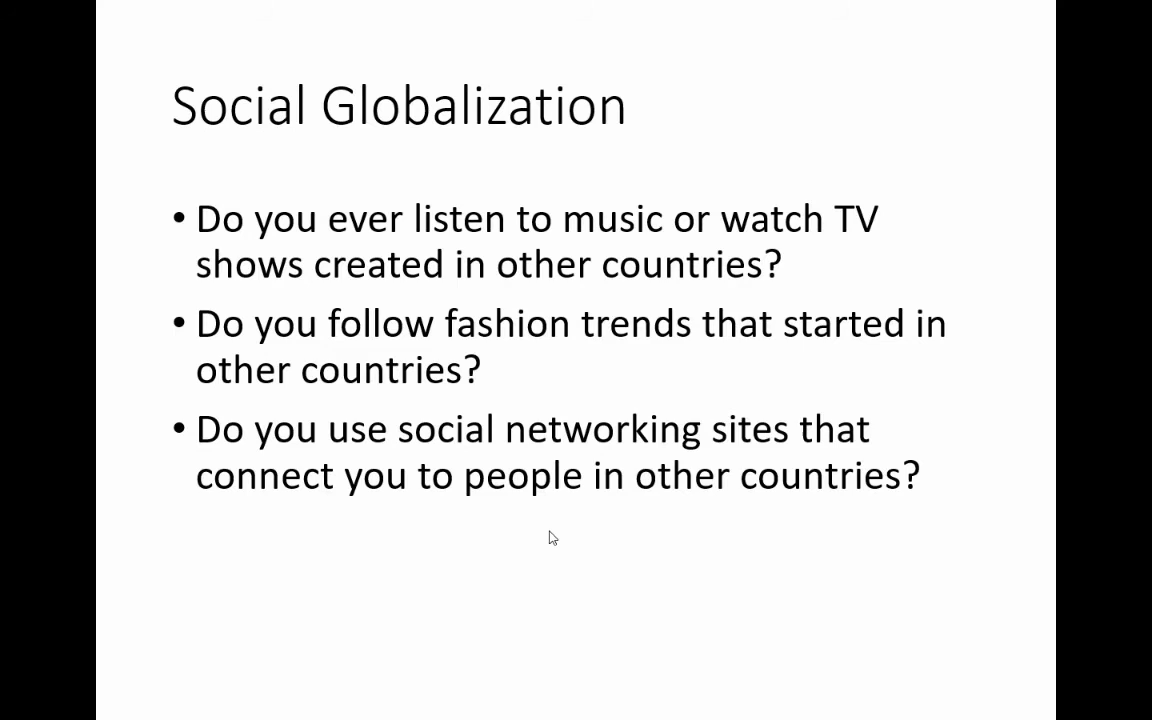 Social Globalization
• Do you ever listen to music or watch TV
shows created in other countries?
• Do you follow fashion trends that started in
other countries?
• Do you use social networking sites that
connect you to people in other countries?